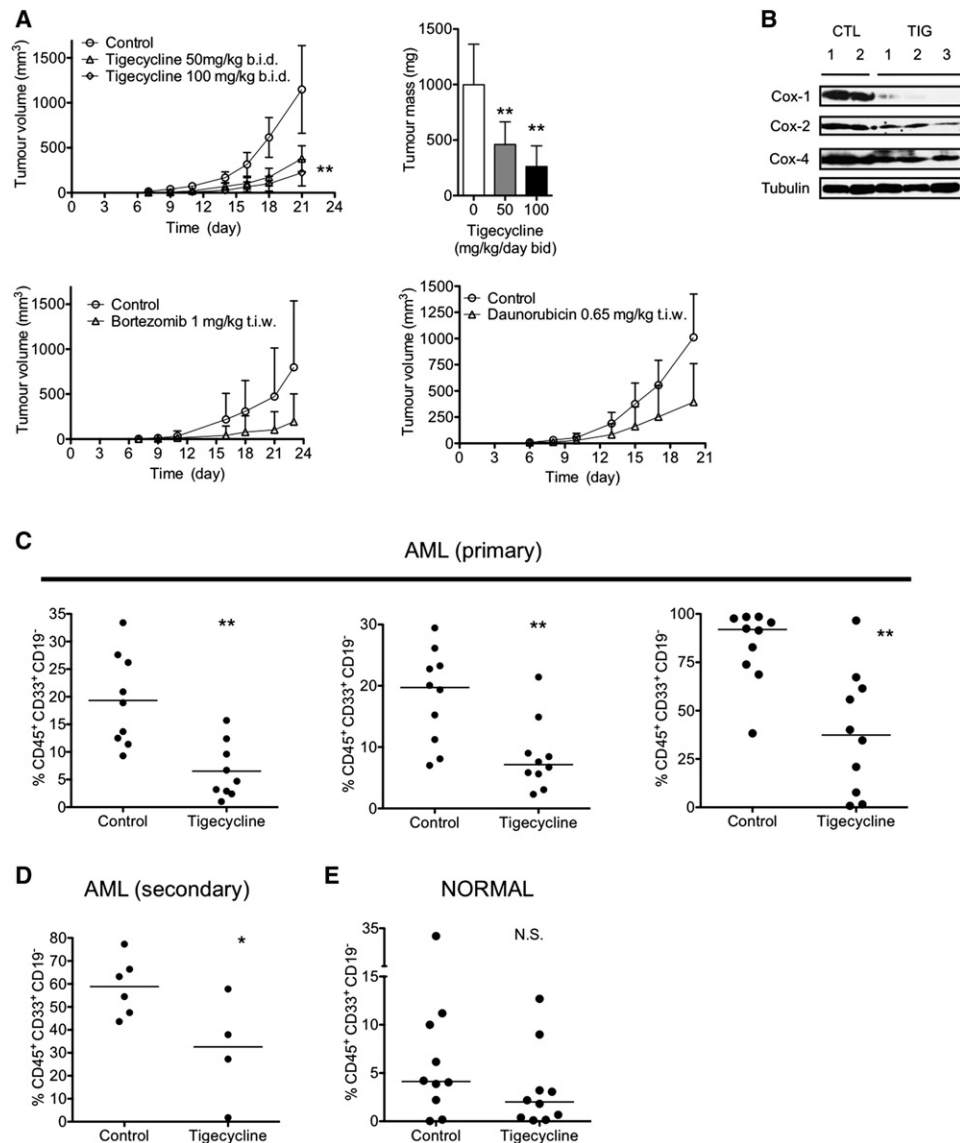 A
Tumour volume (mm³)
1500
1000
500
0
Control
Tigecycline 50mg/kg b.i.d.
Tigecycline 100 mg/kg b.i.d.
**
0 3 6 9 12 15 18 21 24
Time (day)
Tumour mass (mg)
1500
1000
500
0
** **
0 50 100
Tigecycline
(mg/kg/day bid)
B
CTL TIG
1 2 1 2 3
Cox-1
Cox-2
Cox-4
Tubulin
Tumour volume (mm³)
1500
1000
500
0
Control
Bortezomib 1 mg/kg t.i.w.
0 3 6 9 12 15 18 21 24
Time (day)
Tumour volume (mm³)
1500
1250
1000
750
500
250
0
Control
Daunorubicin 0.65 mg/kg t.i.w.
0 3 6 9 12 15 18 21
Time (day)
C
AML (primary)
% CD45⁺ CD33⁺ CD19⁻
35
30
25
20
15
10
5
0
**
Control Tigecycline
% CD45⁺ CD33⁺ CD19⁻
30
20
10
0
**
Control Tigecycline
% CD45⁺ CD33⁺ CD19⁻
100
75
50
25
0
**
Control Tigecycline
D
AML (secondary)
% CD45⁺ CD33⁺ CD19⁻
80
70
60
50
40
30
20
10
0
*
Control Tigecycline
E
NORMAL
% CD45⁺ CD33⁺ CD19⁻
35
15
10
5
0
N.S.
Control Tigecycline